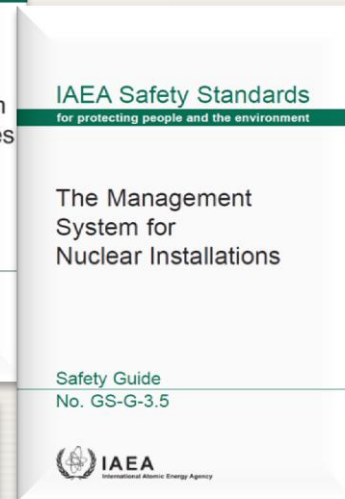 IAEA Safety Standards
for protecting people and the environment
The Management
System for
Nuclear Installations
Safety Guide
No. GS-G-3.5
IAEA
International Atomic Energy Agency